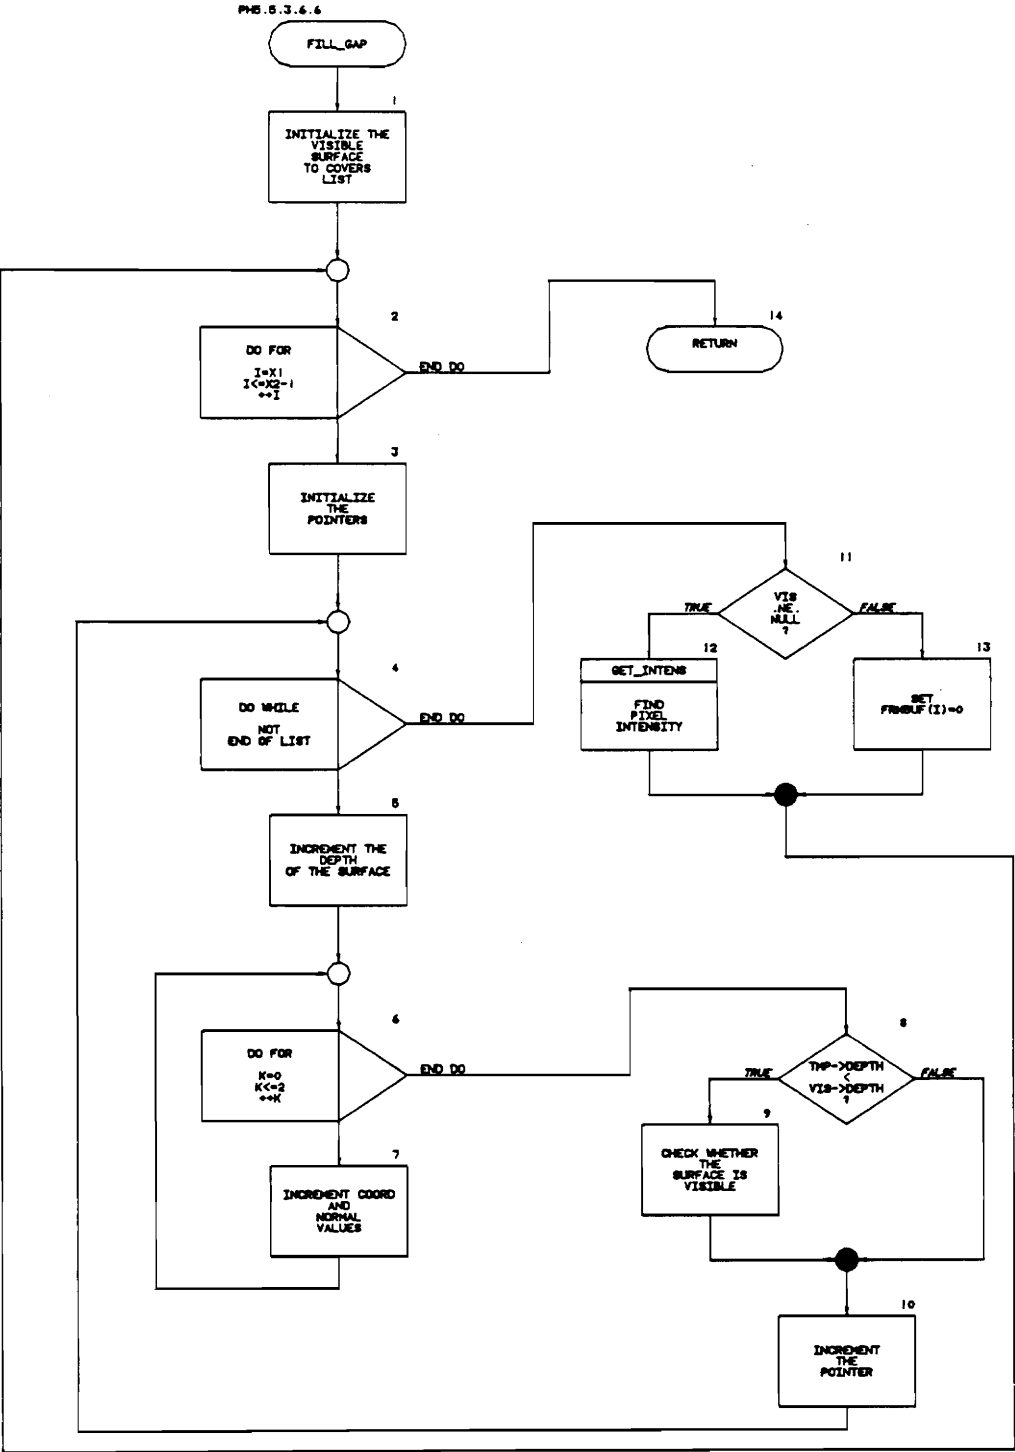 PH5.5.3.6.6
FILL_GAP
1
INITIALIZE THE
VISIBLE
SURFACE
TO COVERS
LIST
2
DO FOR
I=X1
I<=X2-1
++I
END DO
14
RETURN
3
INITIALIZE
THE
POINTERS
4
DO WHILE
NOT
END OF LIST
END DO
11
VIS
.NE.
NULL
?
TRUE
FALSE
12
GET_INTENS
FIND
PIXEL
INTENSITY
13
SET
FRMBUF(I)=0
5
INCREMENT THE
DEPTH
OF THE SURFACE
6
DO FOR
K=0
K<=2
++K
END DO
7
INCREMENT COORD
AND
NORMAL
VALUES
8
TMP->DEPTH
<
VIS->DEPTH
?
TRUE
FALSE
9
CHECK WHETHER
THE
SURFACE IS
VISIBLE
10
INCREMENT
THE
POINTER